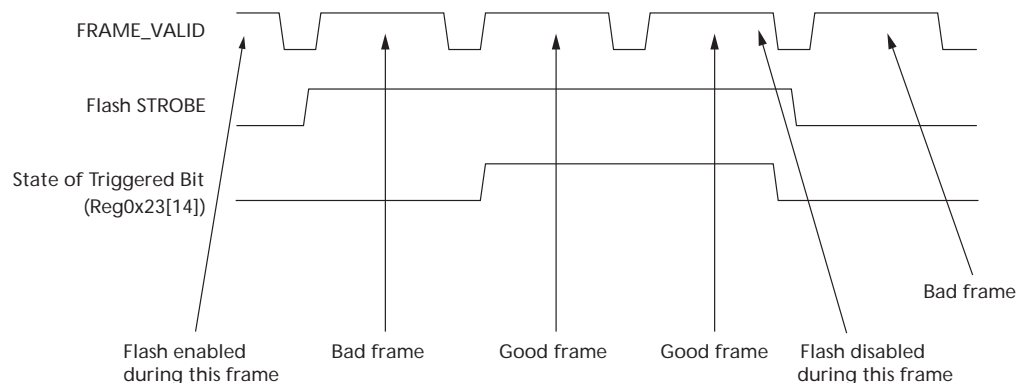 FRAME_VALID
Flash STROBE
State of Triggered Bit
(Reg0x23[14])
Bad frame
Flash enabled
during this frame
Bad frame
Good frame
Good frame
Flash disabled
during this frame